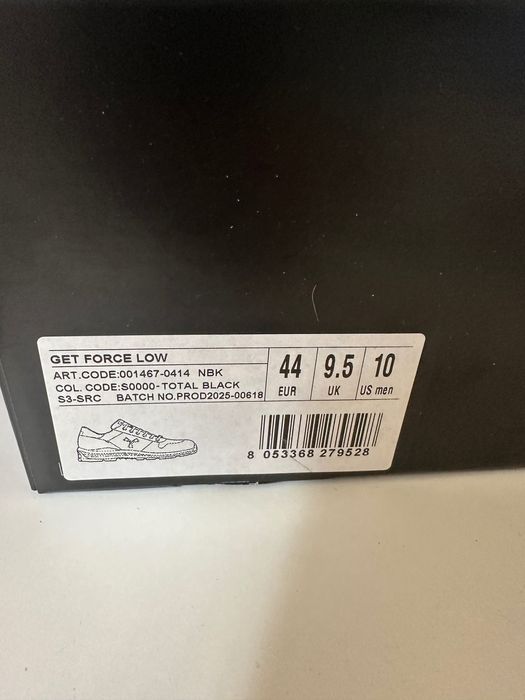 GET FORCE LOW
ART.CODE:001467-0414 NBK
COL. CODE:S0000-TOTAL BLACK
S3-SRC BATCH NO.PROD2025-00618
44 9.5 10
EUR UK US men
8 053368 279528